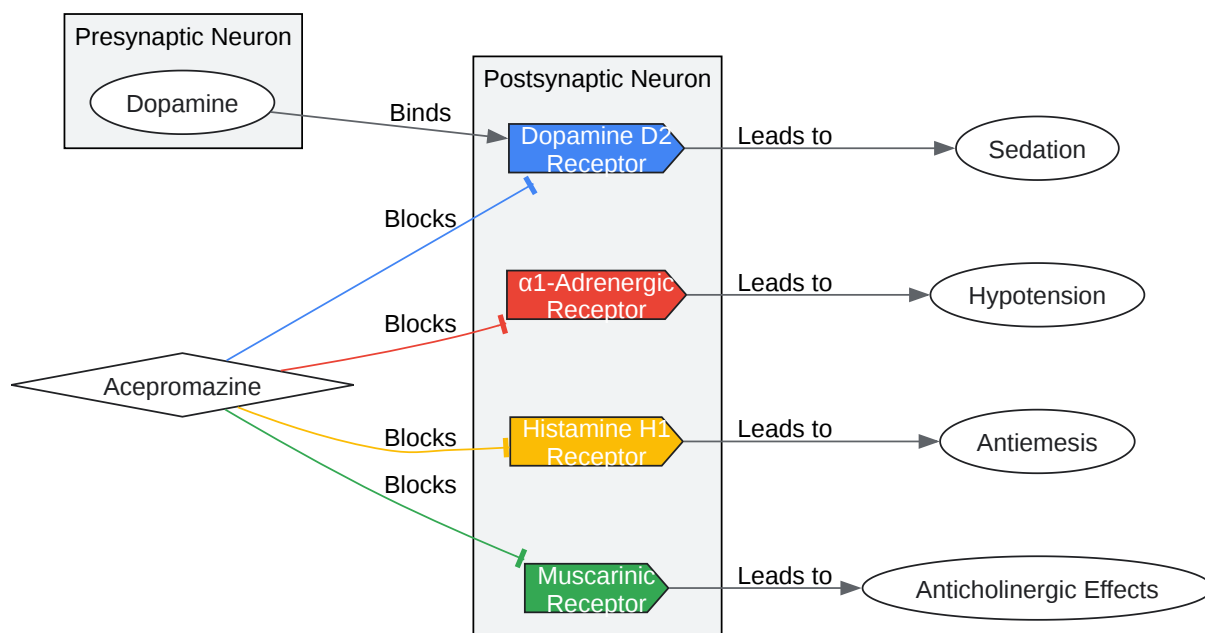 Presynaptic Neuron
Dopamine
Binds
Postsynaptic Neuron
Dopamine D2
Receptor
Leads to
Sedation
Blocks
α1-Adrenergic
Receptor
Leads to
Hypotension
Blocks
Acepromazine
Blocks
Histamine H1
Receptor
Leads to
Antiemesis
Blocks
Muscarinic
Receptor
Leads to
Anticholinergic Effects